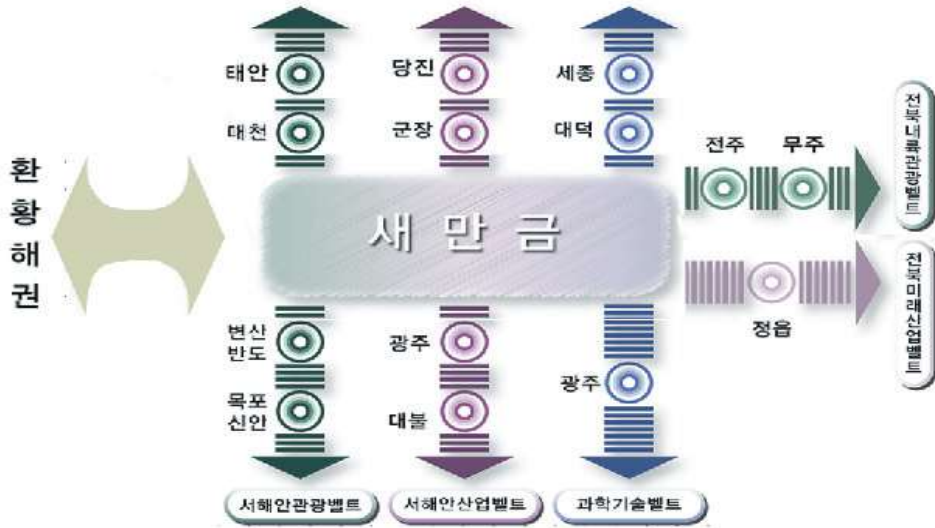 태안
당진
세종
대천
군장
대덕
전주
무주
전북내륙관광벨트
환황해권
새만금
전북미래산업벨트
정읍
변산
반도
광주
광주
목포
신안
대불
서해안관광벨트
서해안산업벨트
과학기술벨트